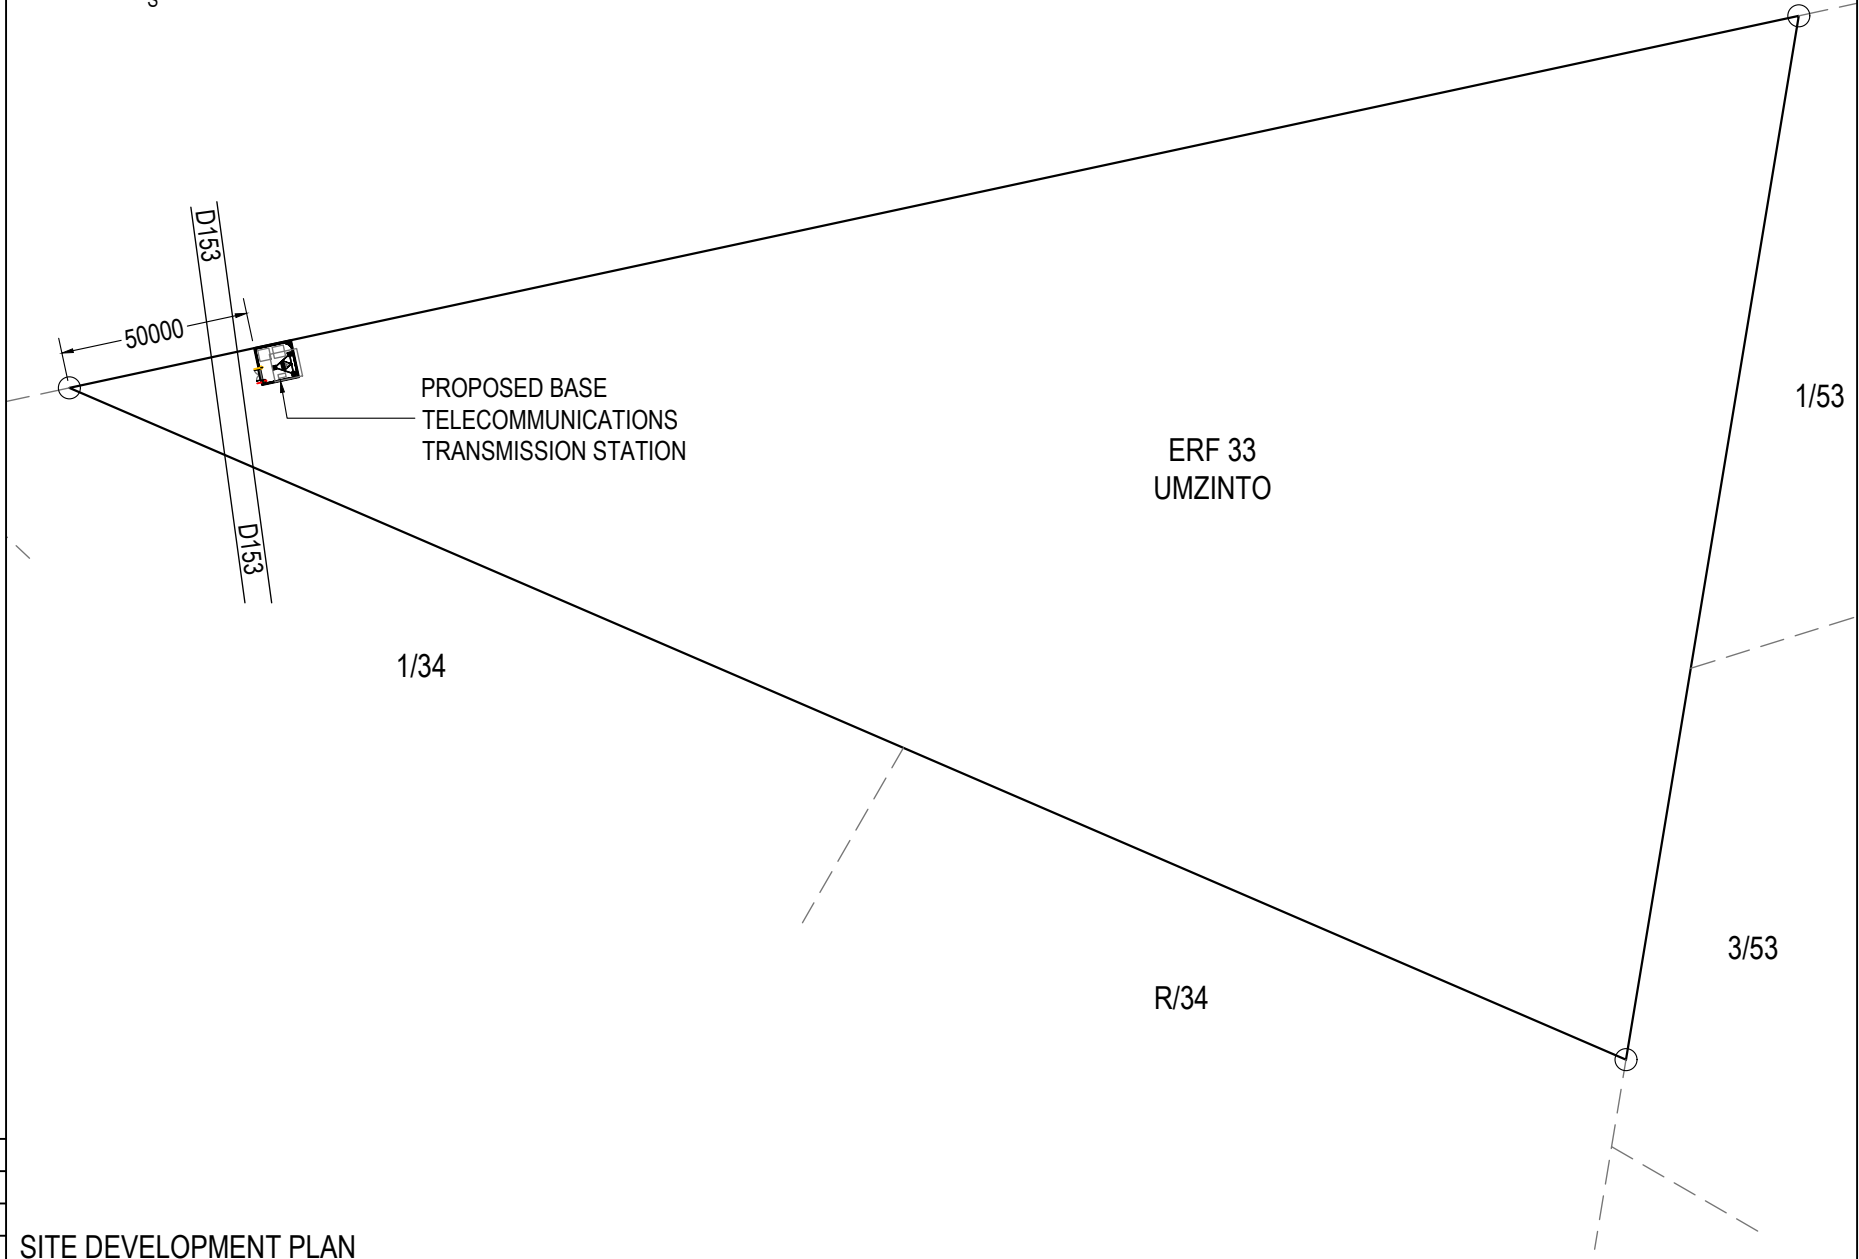 S
D153
50000
PROPOSED BASE
TELECOMMUNICATIONS
TRANSMISSION STATION
1/53
ERF 33
UMZINTO
D153
1/34
3/53
R/34
SITE DEVELOPMENT PLAN